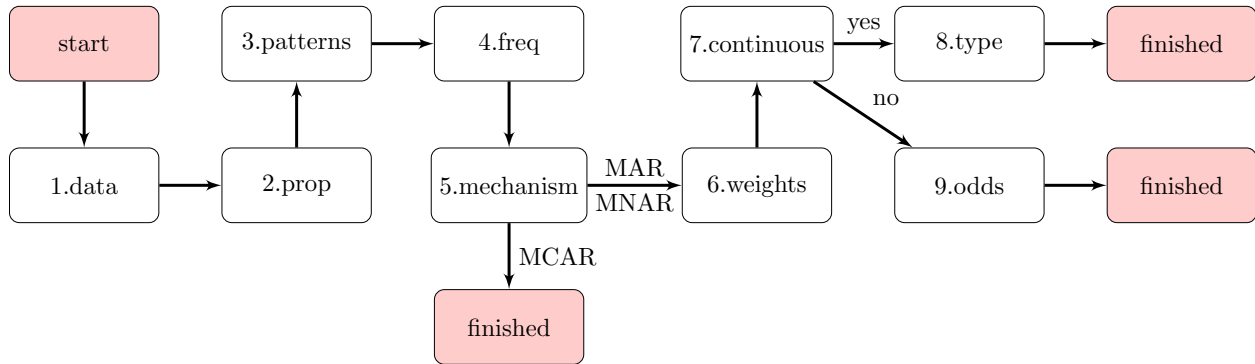 start
3.patterns
4.freq
7.continuous
yes
8.type
finished
no
1.data
2.prop
5.mechanism
MAR
MNAR
6.weights
9.odds
finished
MCAR
finished